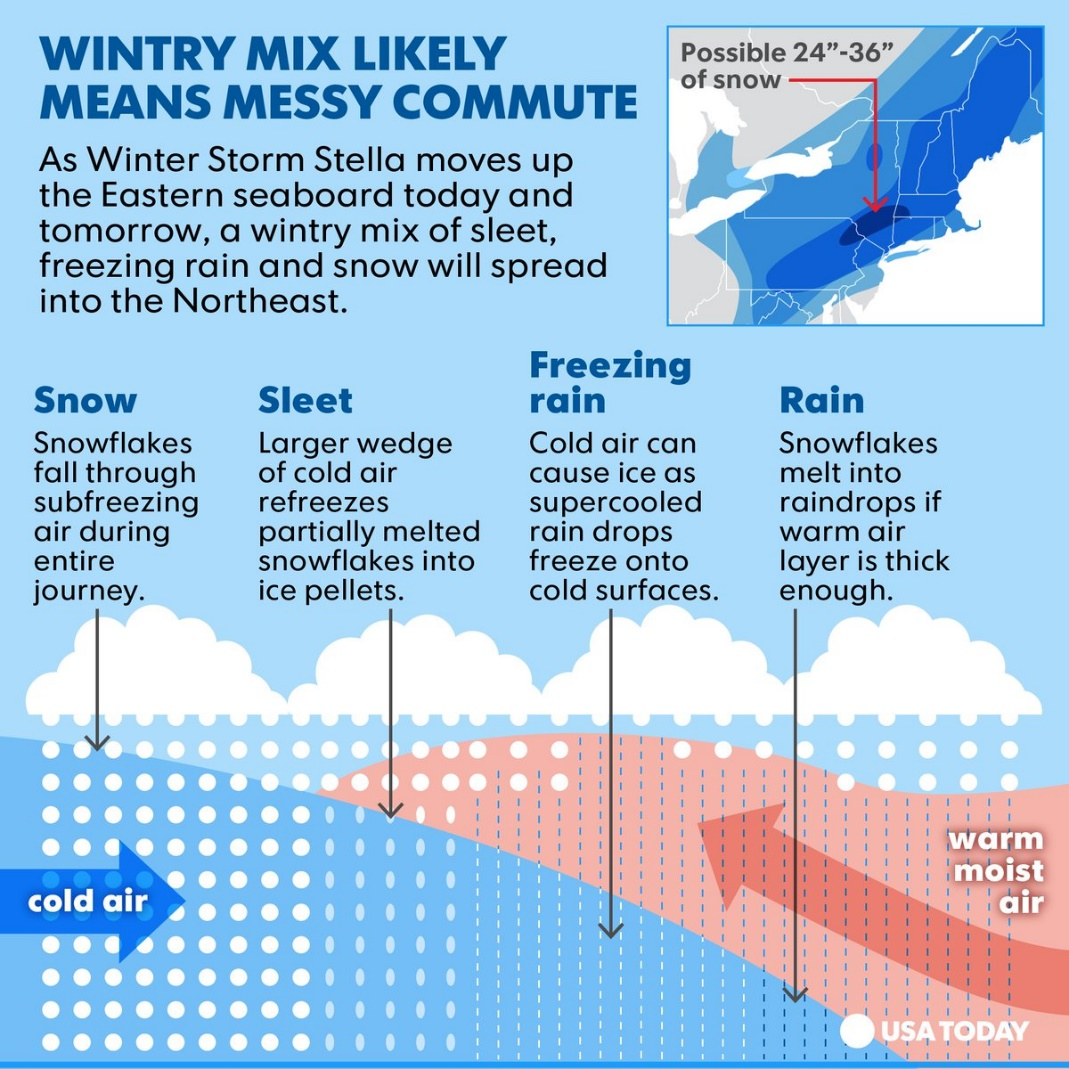 WINTRY MIX LIKELY
MEANS MESSY COMMUTE
As Winter Storm Stella moves up
the Eastern seaboard today and
tomorrow, a wintry mix of sleet,
freezing rain and snow will spread
into the Northeast.
Possible 24”-36”
of snow
Snow
Snowflakes
fall through
subfreezing
air during
entire
journey.
Sleet
Larger wedge
of cold air
refreezes
partially melted
snowflakes into
ice pellets.
Freezing
rain
Cold air can
cause ice as
supercooled
rain drops
freeze onto
cold surfaces.
Rain
Snowflakes
melt into
raindrops if
warm air
layer is thick
enough.
cold air
warm
moist
air
USA TODAY